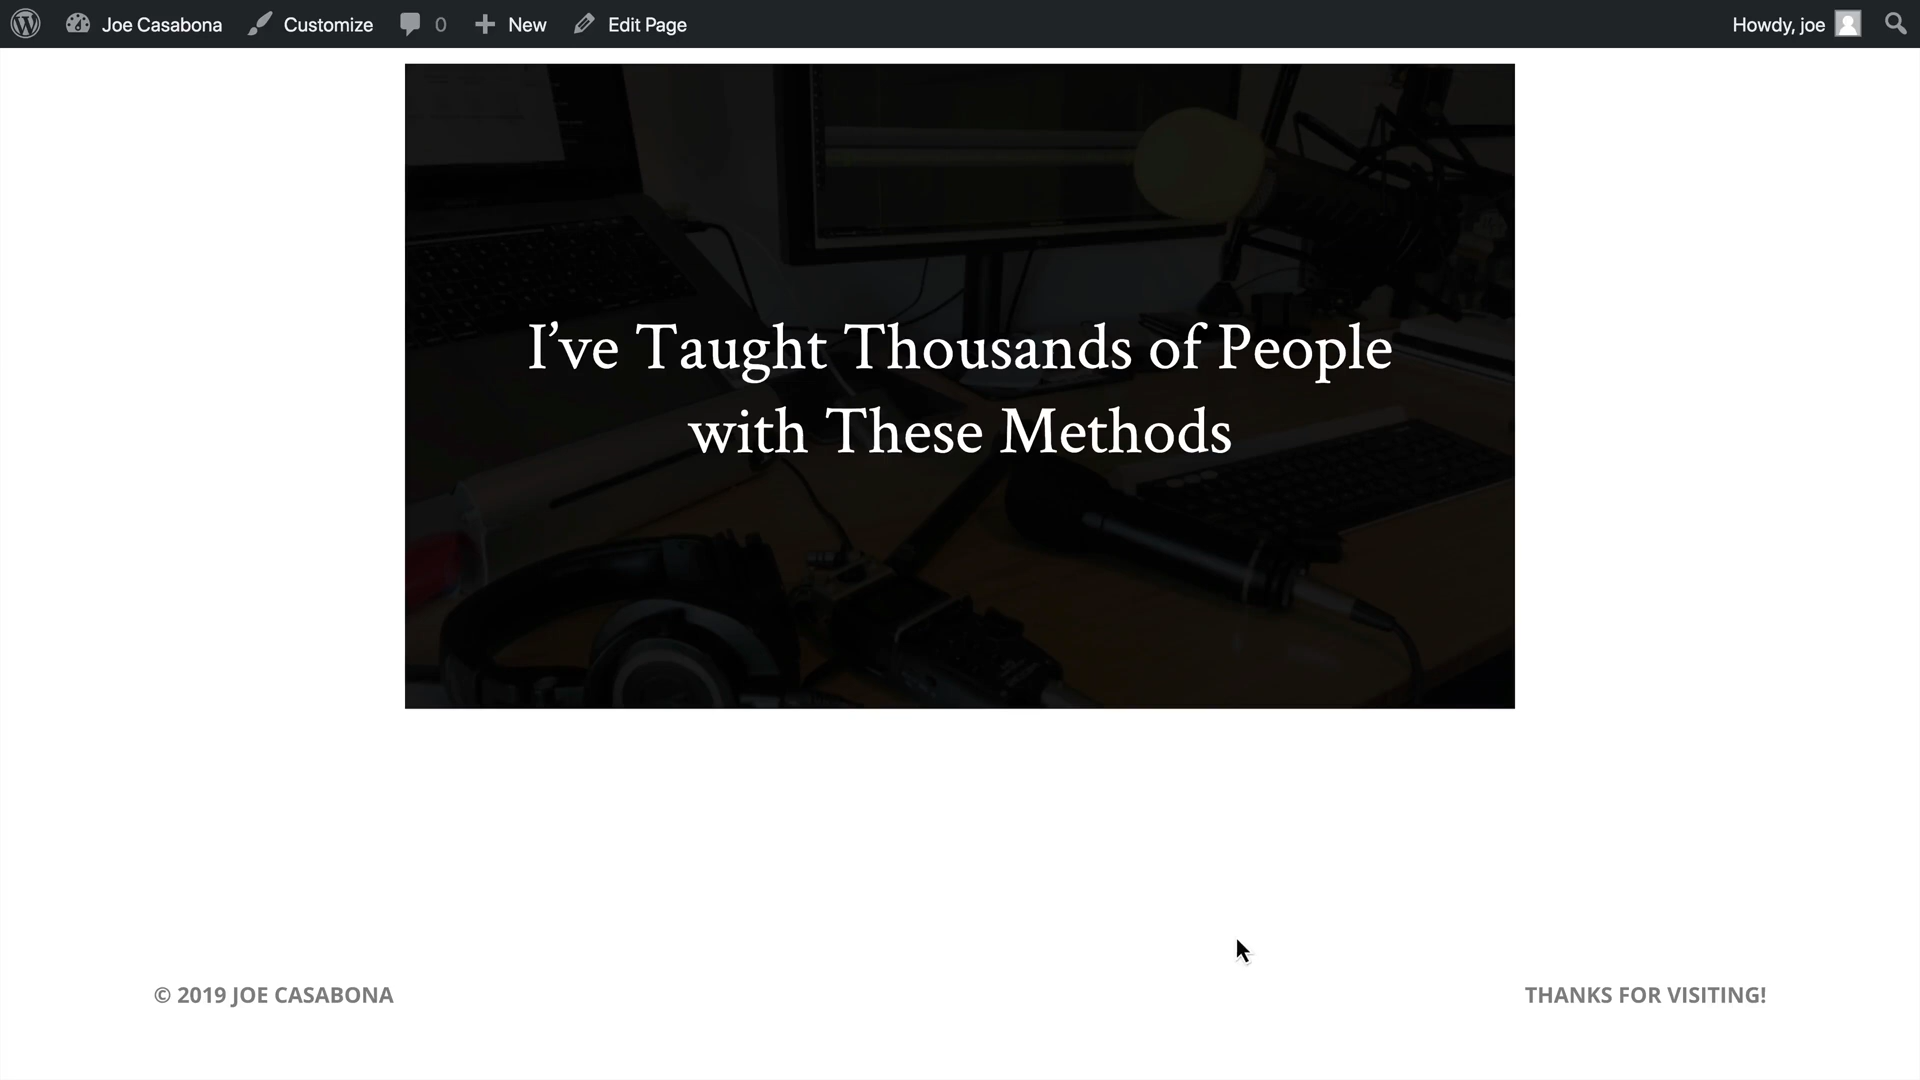 Joe Casabona Customize 0 New Edit Page Howdy, joe
I’ve Taught Thousands of People
with These Methods
© 2019 JOE CASABONA THANKS FOR VISITING!